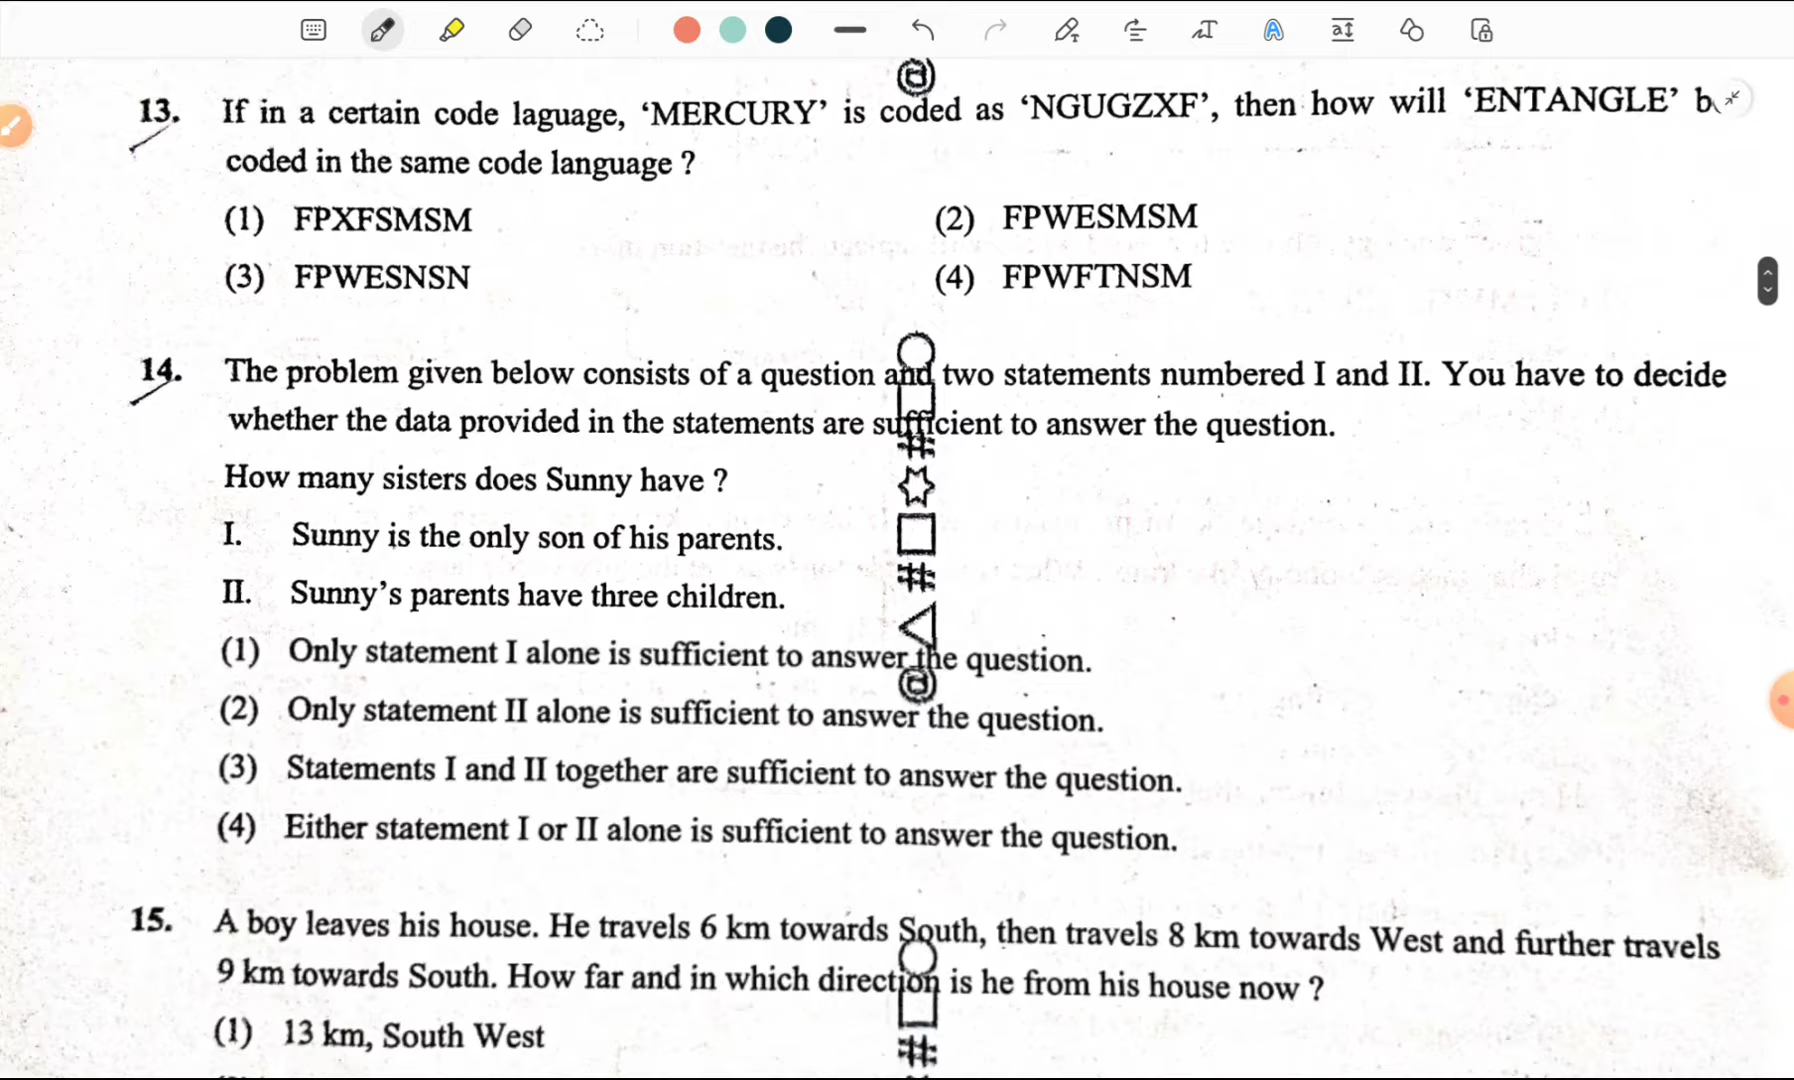 13. If in a certain code laguage, ‘MERCURY’ is coded as ‘NGUGZXF’, then how will ‘ENTANGLE’
coded in the same code language ?
(1) FPXFSMSM (2) FPWESMSM
(3) FPWESNSN (4) FPWFTNSM
14. The problem given below consists of a question and two statements numbered I and II. You have to decide
whether the data provided in the statements are sufficient to answer the question.
How many sisters does Sunny have ?
I. Sunny is the only son of his parents.
II. Sunny’s parents have three children.
(1) Only statement I alone is sufficient to answer the question.
(2) Only statement II alone is sufficient to answer the question.
(3) Statements I and II together are sufficient to answer the question.
(4) Either statement I or II alone is sufficient to answer the question.
15. A boy leaves his house. He travels 6 km towards South, then travels 8 km towards West and further travels
9 km towards South. How far and in which direction is he from his house now ?
(1) 13 km, South West